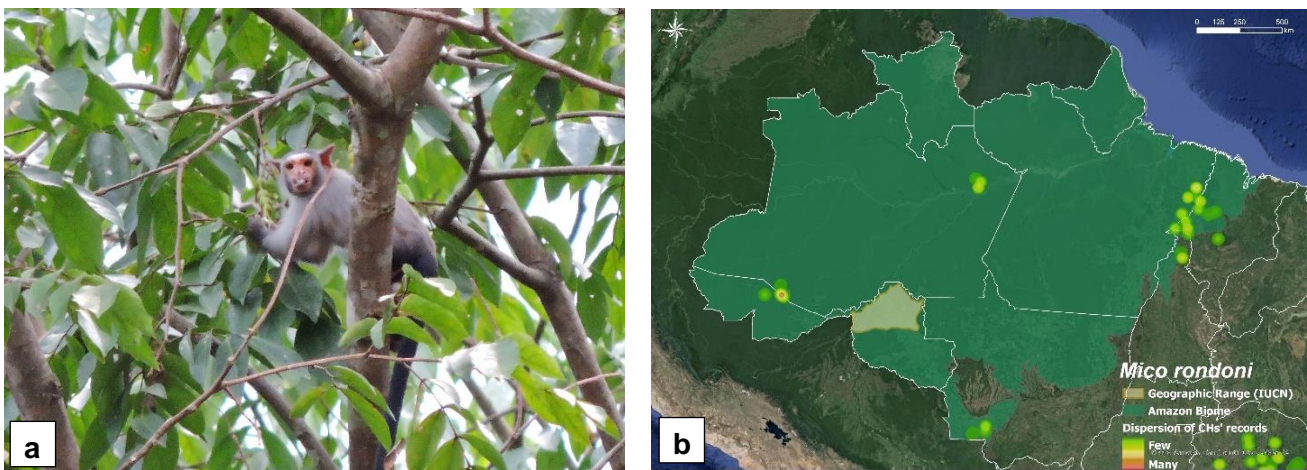 a
b
0 125 250 500
km
Mico rondoni
Geographic Range (IUCN)
Amazon Biome
Dispersion of CHs' records
Few
Many